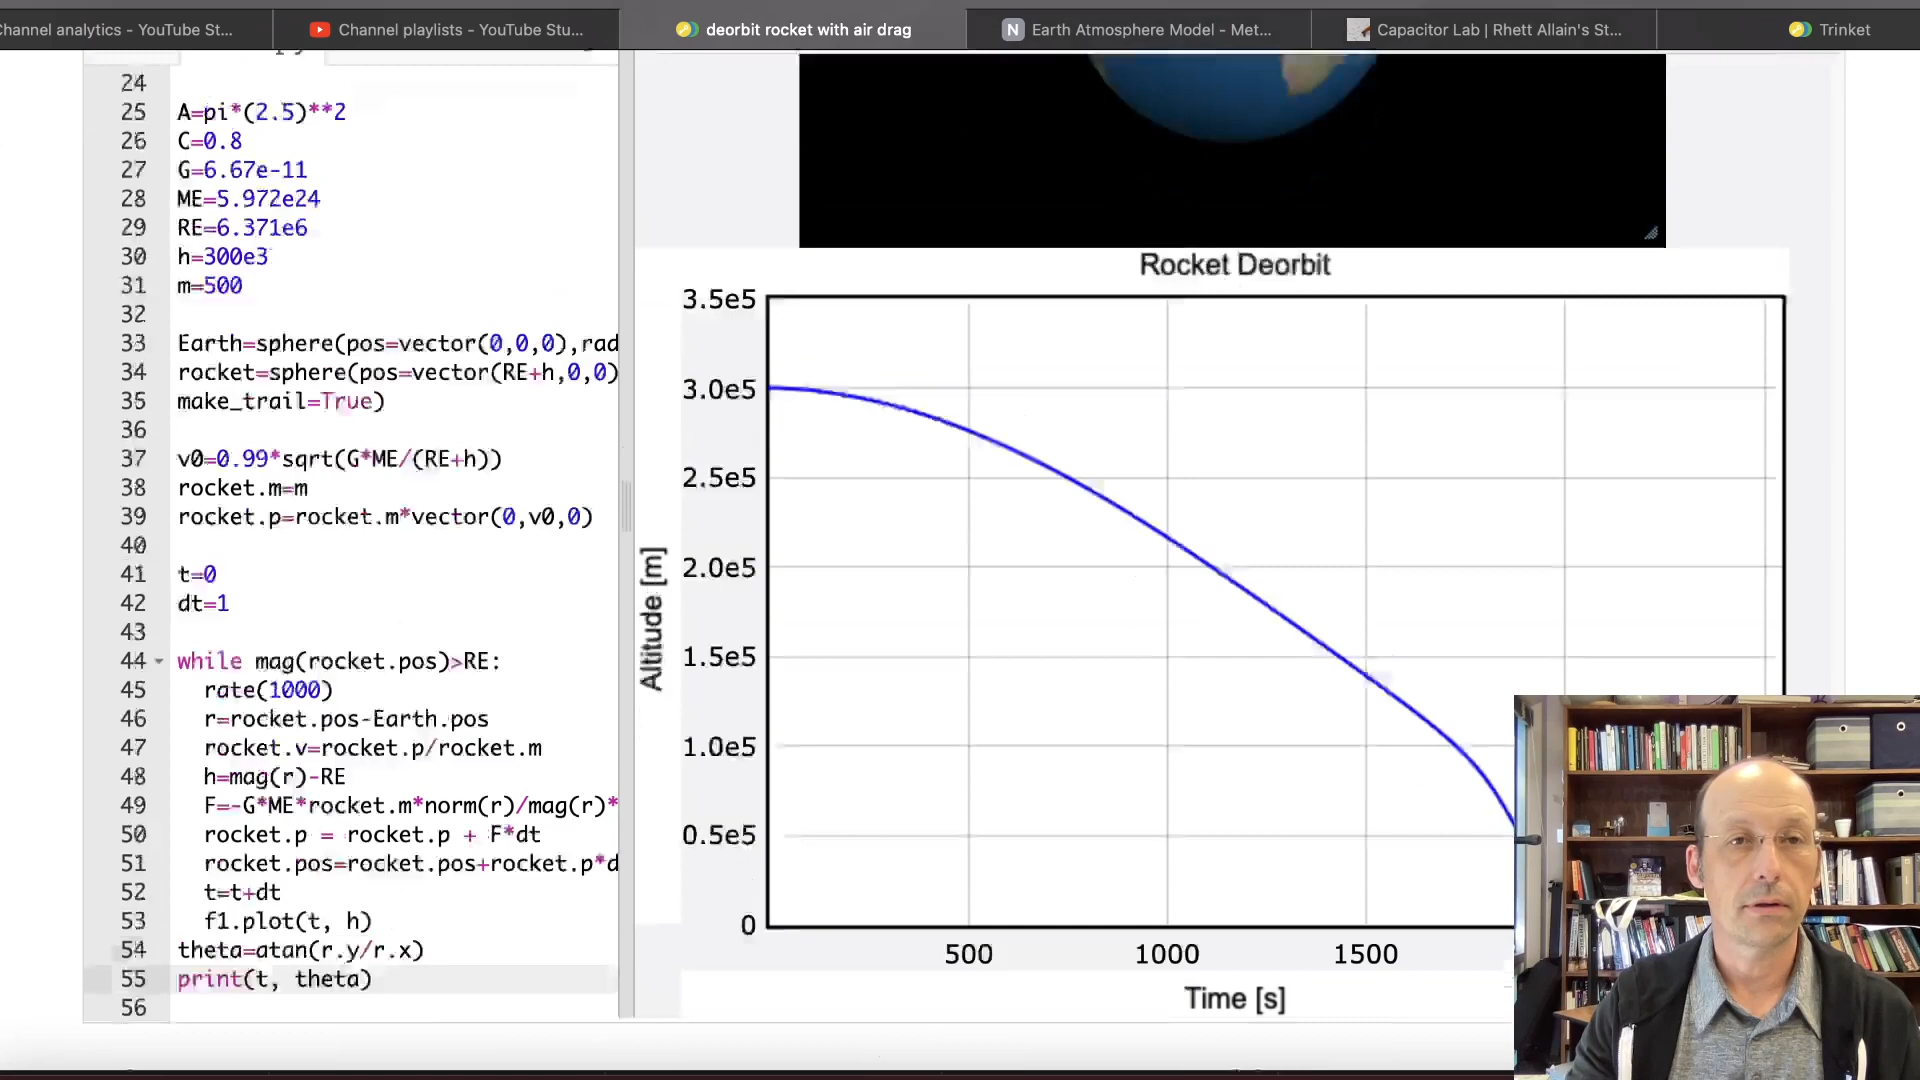 Channel analytics - YouTube St...
Channel playlists - YouTube Stu...
deorbit rocket with air drag
N
Earth Atmosphere Model - Met...
Capacitor Lab | Rhett Allain's St...
Trinket
24
25 A=pi*(2.5)**2
26 C=0.8
27 G=6.67e-11
28 ME=5.972e24
29 RE=6.371e6
30 h=300e3
31 m=500
32
33 Earth=sphere(pos=vector(0,0,0),rad
34 rocket=sphere(pos=vector(RE+h,0,0)
35 make_trail=True)
36
37 v0=0.99*sqrt(G*ME/(RE+h))
38 rocket.m=m
39 rocket.p=rocket.m*vector(0,v0,0)
40
41 t=0
42 dt=1
43
44 while mag(rocket.pos)>RE:
45 rate(1000)
46 r=rocket.pos-Earth.pos
47 rocket.v=rocket.p/rocket.m
48 h=mag(r)-RE
49 F=-G*ME*rocket.m*norm(r)/mag(r)*
50 rocket.p = rocket.p + F*dt
51 rocket.pos=rocket.pos+rocket.p*d
52 t=t+dt
53 f1.plot(t, h)
54 theta=atan(r.y/r.x)
55 print(t, theta)
56
Rocket Deorbit
Altitude [m]
3.5e5
3.0e5
2.5e5
2.0e5
1.5e5
1.0e5
0.5e5
0
500
1000
1500
Time [s]